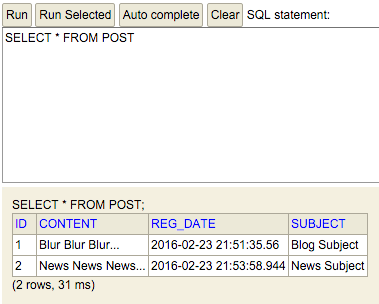 Run Run Selected Auto complete Clear SQL statement:
SELECT * FROM POST
SELECT * FROM POST;
ID CONTENT REG_DATE SUBJECT
1 Blur Blur Blur... 2016-02-23 21:51:35.56 Blog Subject
2 News News News... 2016-02-23 21:53:58.944 News Subject
(2 rows, 31 ms)